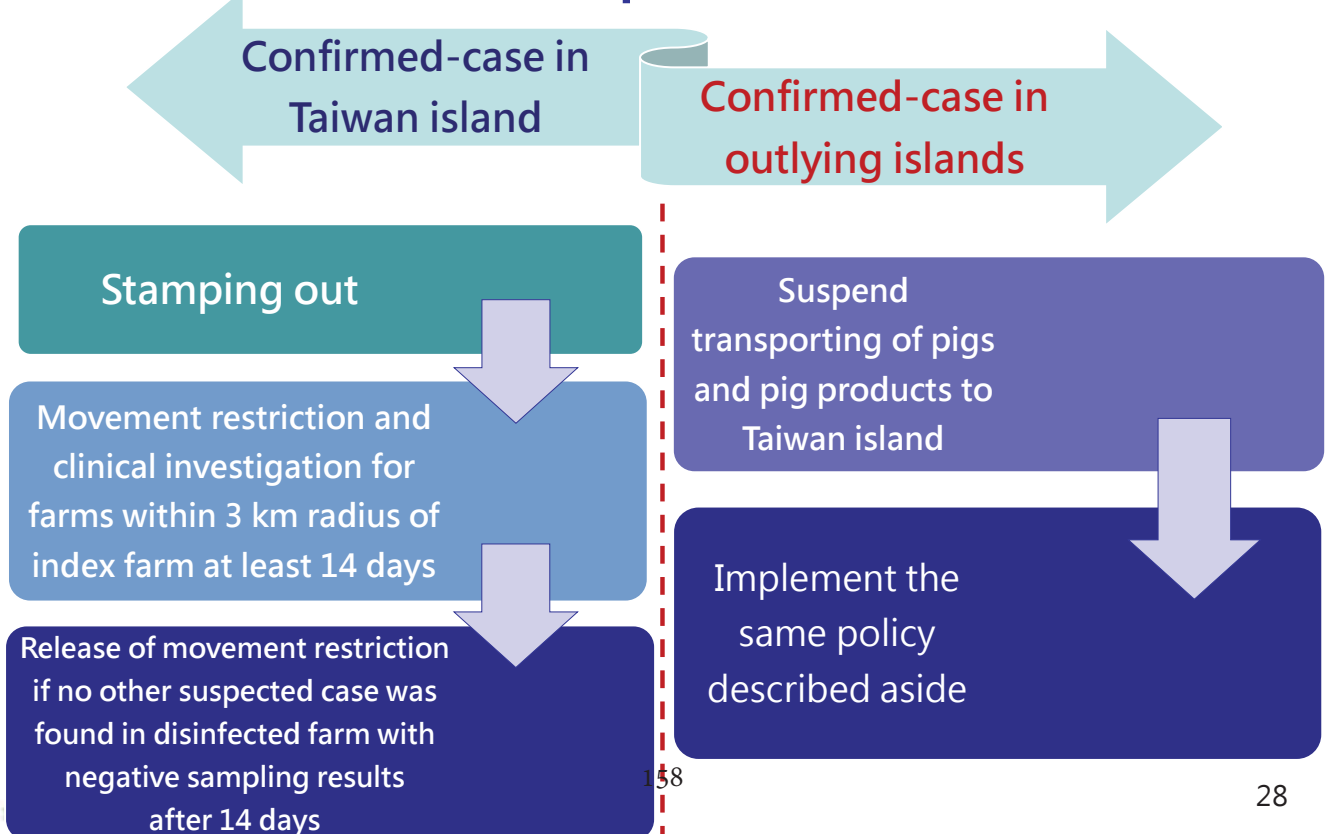 Confirmed-case in
Taiwan island
Confirmed-case in
outlying islands
Stamping out
Movement restriction and
clinical investigation for
farms within 3 km radius of
index farm at least 14 days
Release of movement restriction
if no other suspected case was
found in disinfected farm with
negative sampling results
after 14 days
Suspend
transporting of pigs
and pig products to
Taiwan island
Implement the
same policy
described aside
158
28